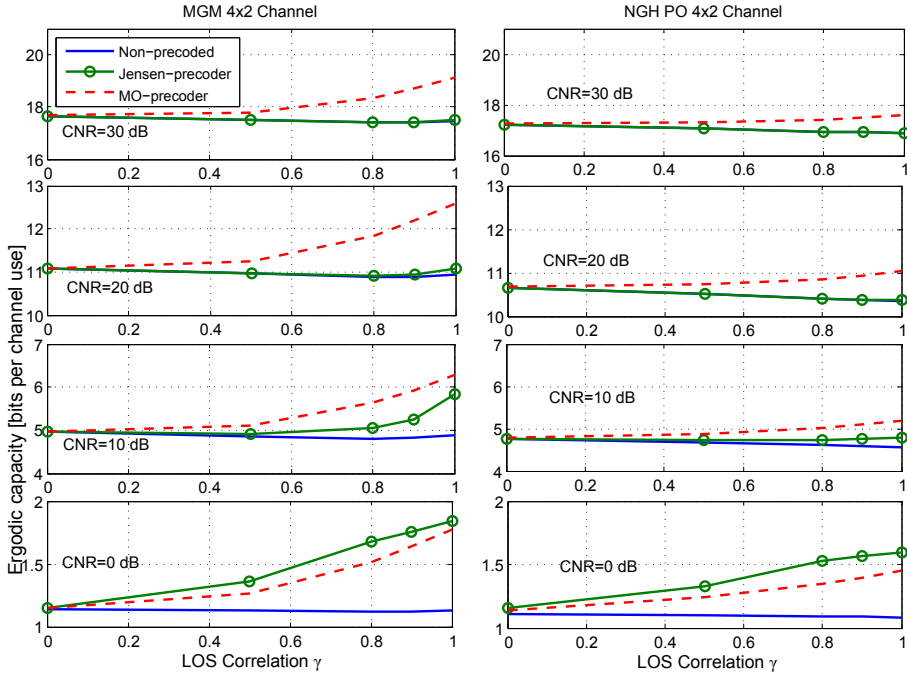 MGM 4x2 Channel
NGH PO 4x2 Channel
Ergodic capacity [bits per channel use]
20
18
16
Non−precoded
Jensen−precoder
MO−precoder
CNR=30 dB
0 0.2 0.4 0.6 0.8 1
20
18
16
CNR=30 dB
0 0.2 0.4 0.6 0.8 1
13
12
11
10
CNR=20 dB
0 0.2 0.4 0.6 0.8 1
13
12
11
10
CNR=20 dB
0 0.2 0.4 0.6 0.8 1
7
6
5
4
CNR=10 dB
0 0.2 0.4 0.6 0.8 1
7
6
5
4
CNR=10 dB
0 0.2 0.4 0.6 0.8 1
2
1.5
1
CNR=0 dB
0 0.2 0.4 0.6 0.8 1
LOS Correlation γ
2
1.5
1
CNR=0 dB
0 0.2 0.4 0.6 0.8 1
LOS Correlation γ